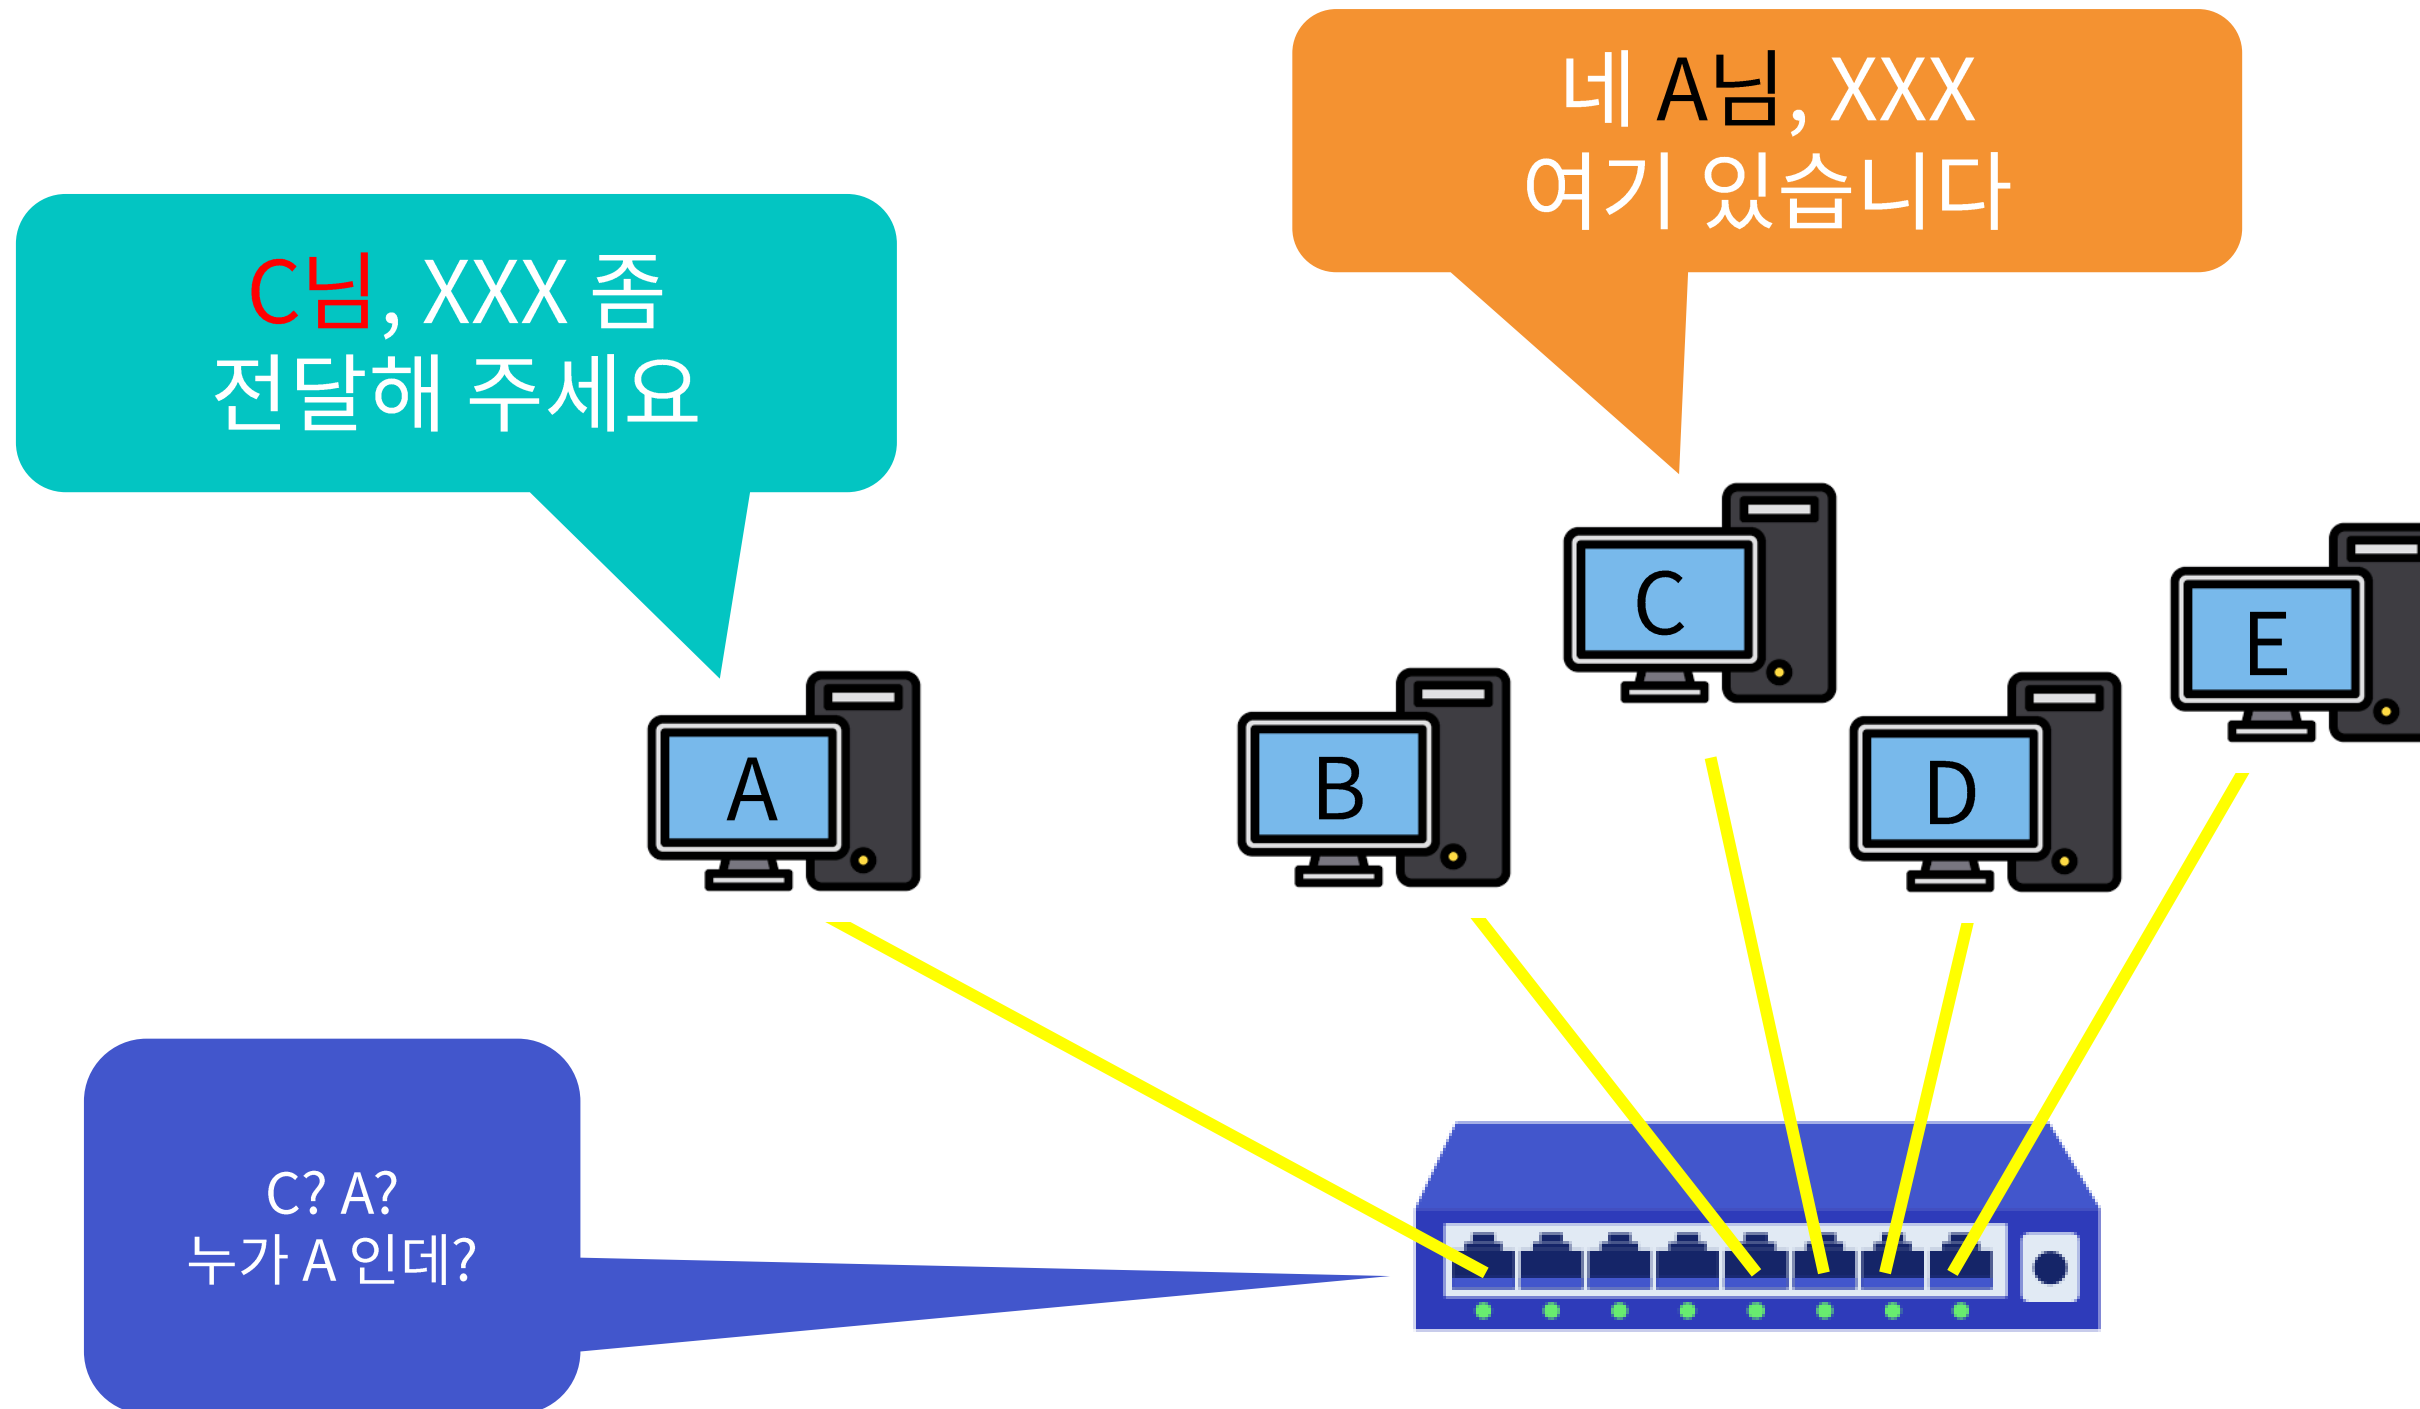 네 A님, XXX
여기 있습니다
C님, XXX 좀
전달해 주세요
C
E
A
B
D
C? A?
누가 A 인데?